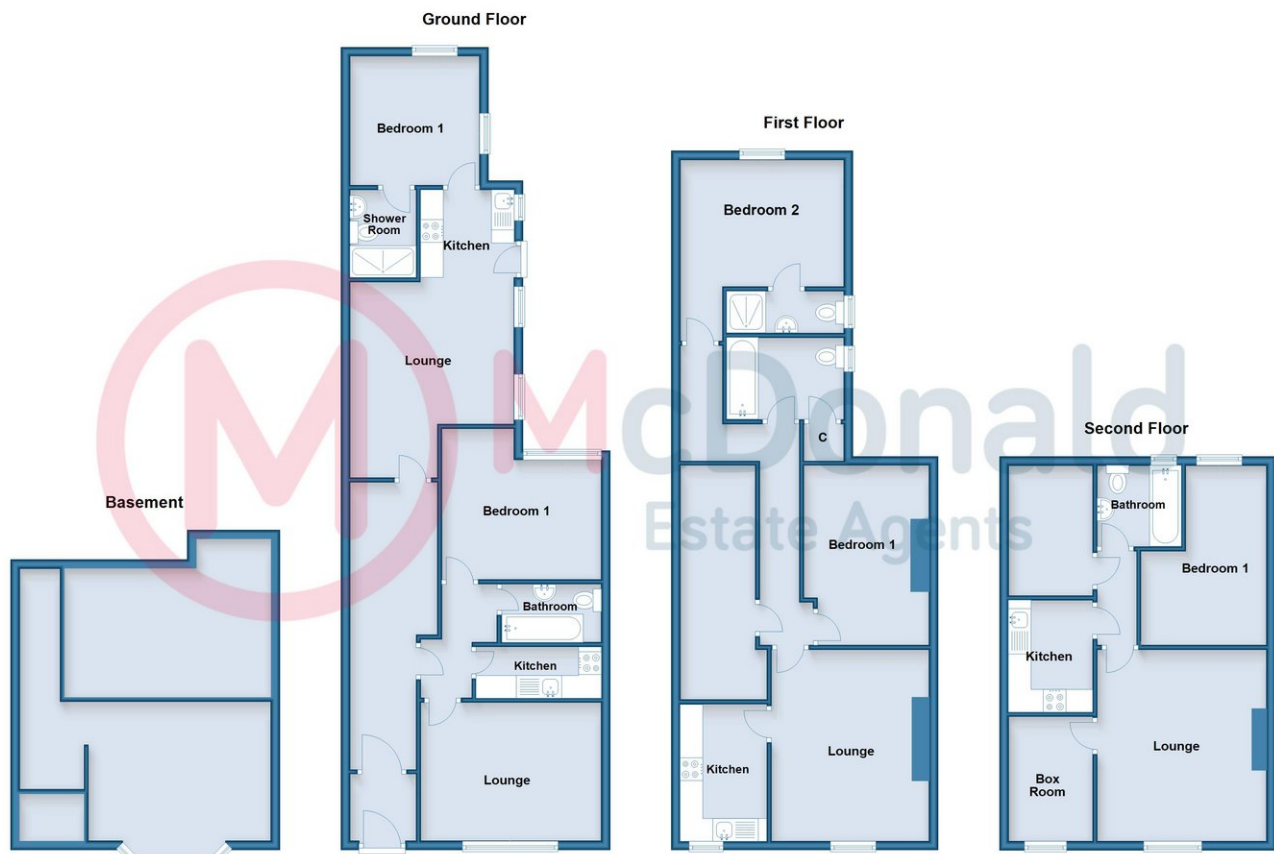 Ground Floor
Bedroom 1
Shower
Room
Kitchen
Lounge
Bedroom 1
Bathroom
Kitchen
Lounge
Basement
First Floor
Bedroom 2
C
Bedroom 1
Kitchen
Lounge
Second Floor
Bathroom
Bedroom 1
Kitchen
Lounge
Box
Room
M McDonald
Estate Agents